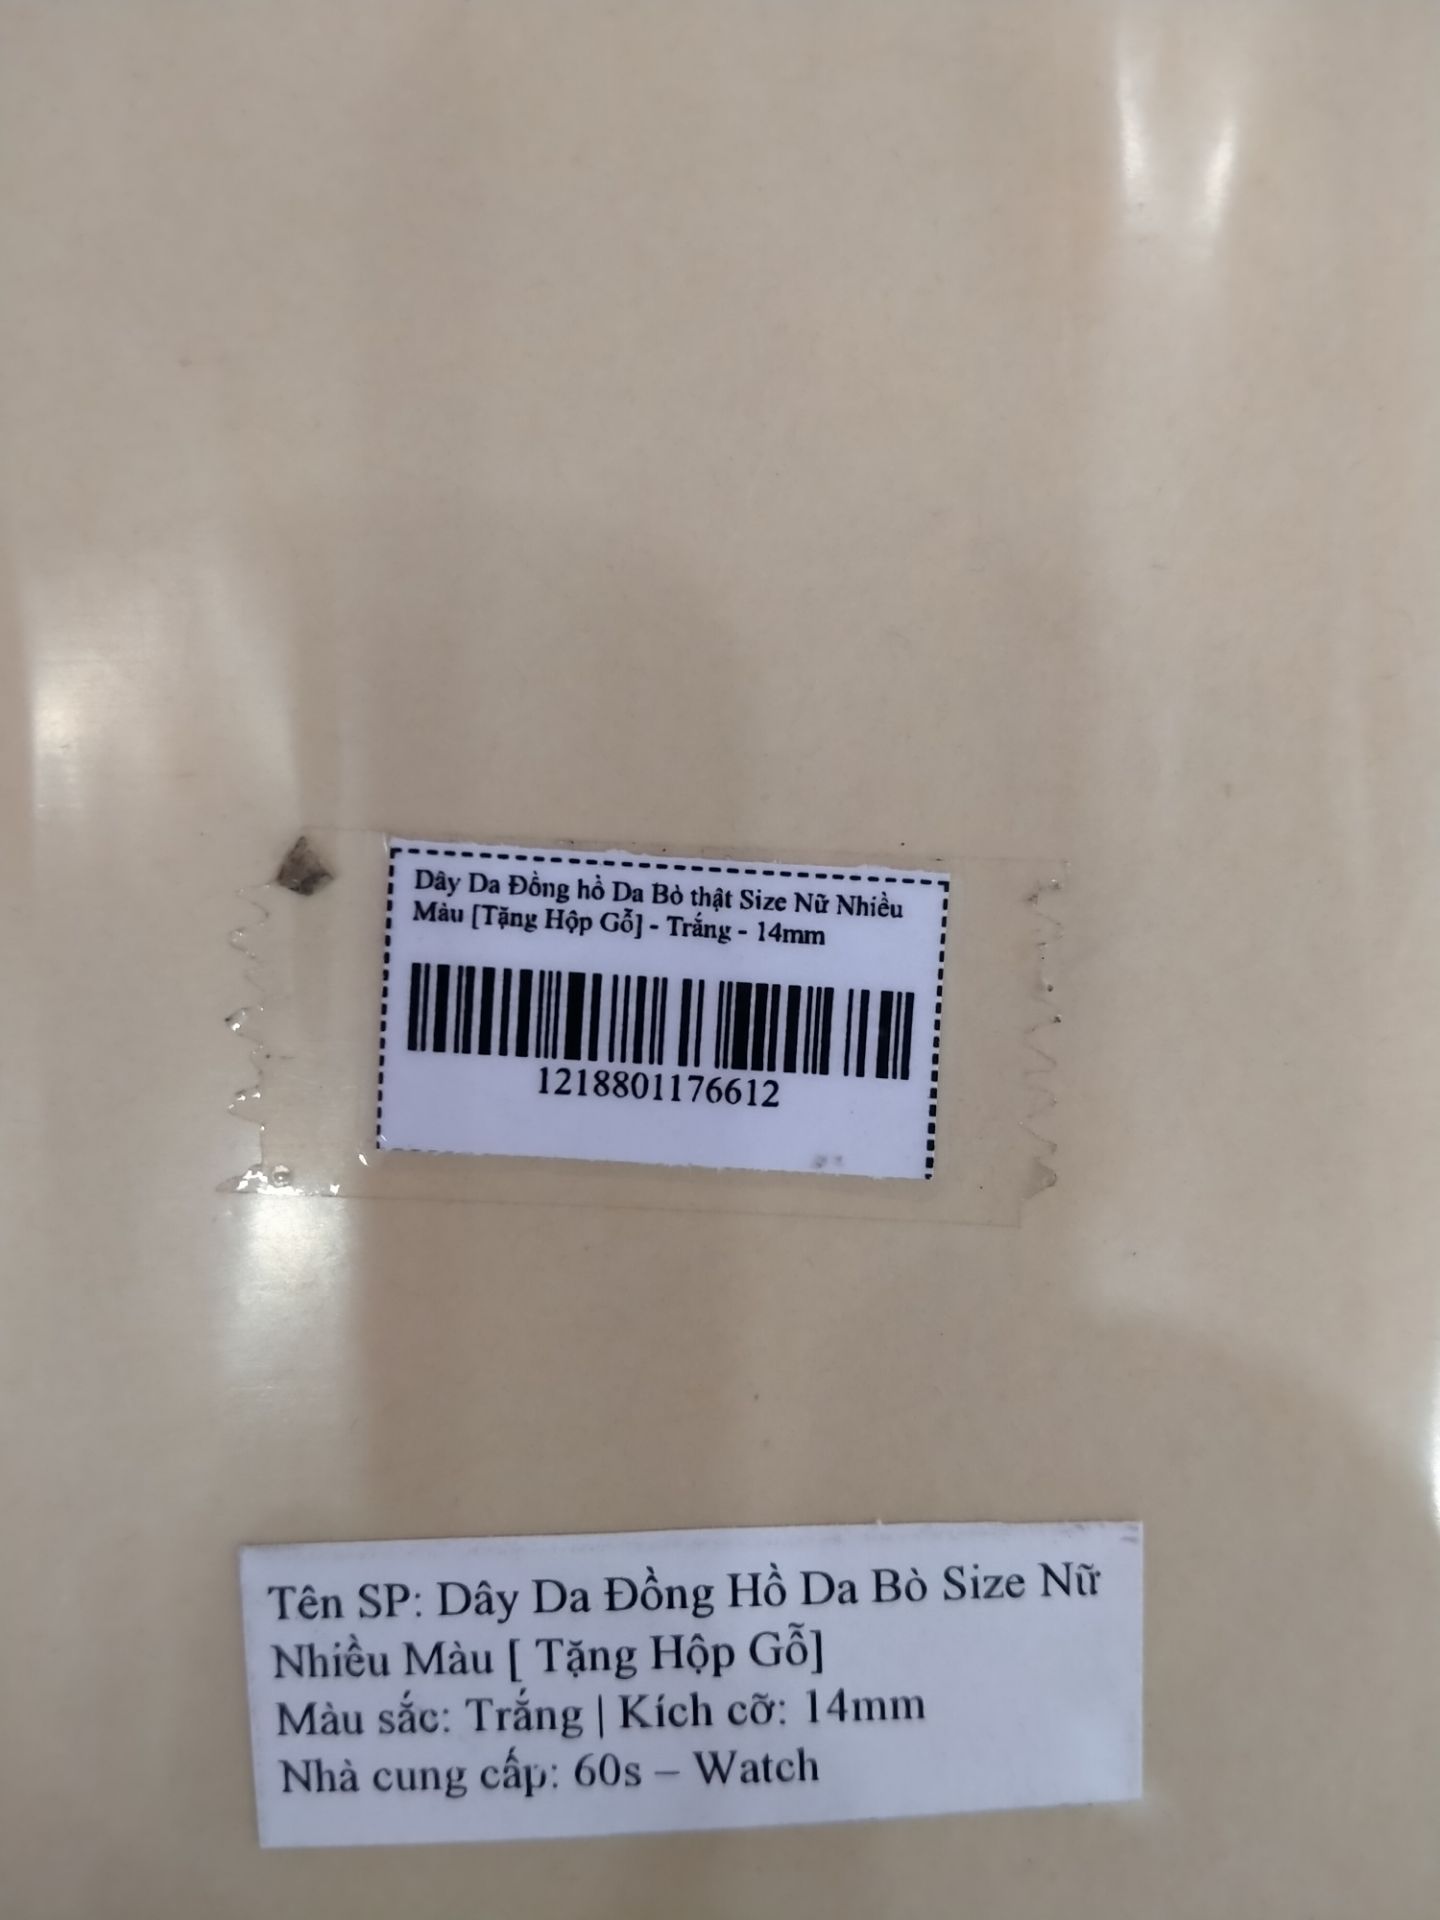 Dây Da Đồng hồ Da Bò thật Size Nữ Nhiều
Màu [Tặng Hộp Gỗ] - Trắng - 14mm
1218801176612
Tên SP: Dây Da Đồng Hồ Da Bò Size Nữ
Nhiều Màu [ Tặng Hộp Gỗ]
Màu sắc: Trắng | Kích cỡ: 14mm
Nhà cung cấp: 60s – Watch